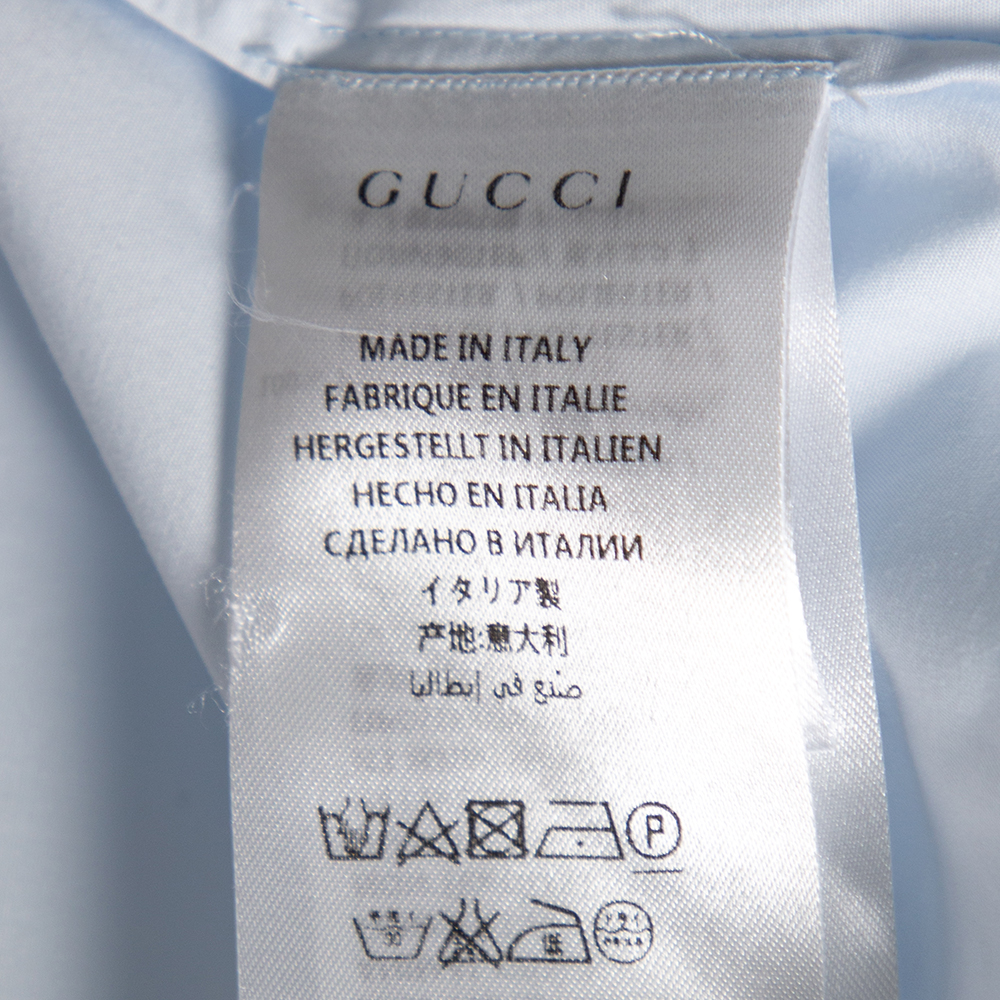 GUCCI
MADE IN ITALY
FABRIQUE EN ITALIE
HERGESTELLT IN ITALIEN
HECHO EN ITALIA
СДЕЛАНО В ИТАЛИИ
イタリア製
产地:意大利
صنع في إيطاليا
P
低